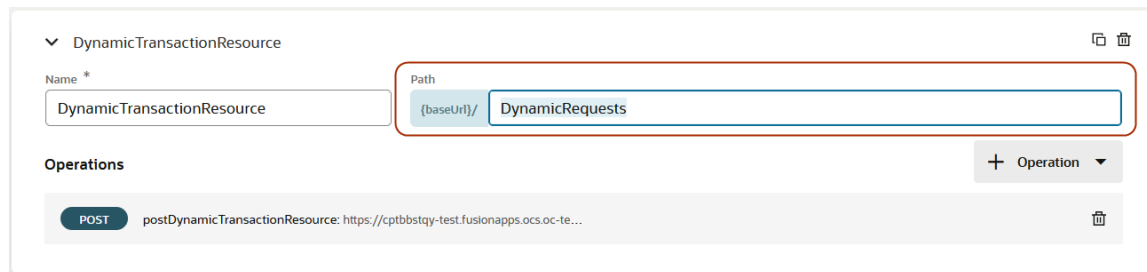 DynamicTransactionResource
Name *
Path
DynamicTransactionResource
{baseUrl}/ DynamicRequests
Operations
+ Operation
POST postDynamicTransactionResource: https://cptbbstqy-test.fusionapps.ocs.oc-te...